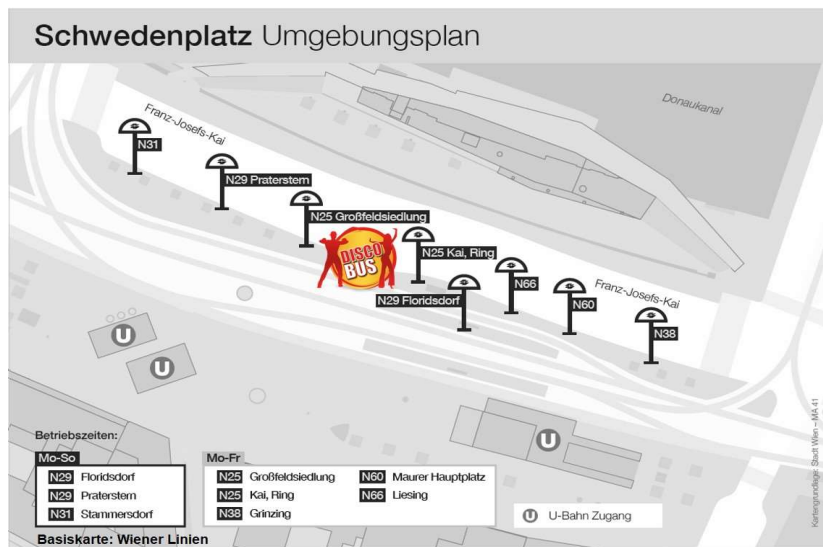 Schwedenplatz Umgebungsplan
Donaukanal
Franz-Josefs-Kai
N31
N29 Praterstern
N25 Großfeldsiedlung
DISCO
BUS
N25 Kai, Ring
N29 Floridsdorf
N66
N60
Franz-Josefs-Kai
N38
U
U
U
Betriebszeiten:
Mo-So
N29 Floridsdorf
N29 Praterstern
N31 Stammersdorf
Mo-Fr
N25 Großfeldsiedlung
N25 Kai, Ring
N38 Grinzing
N60 Maurer Hauptplatz
N66 Liesing
U U-Bahn Zugang
Kartengrundlage: Stadt Wien – MA 41
Basiskarte: Wiener Linien